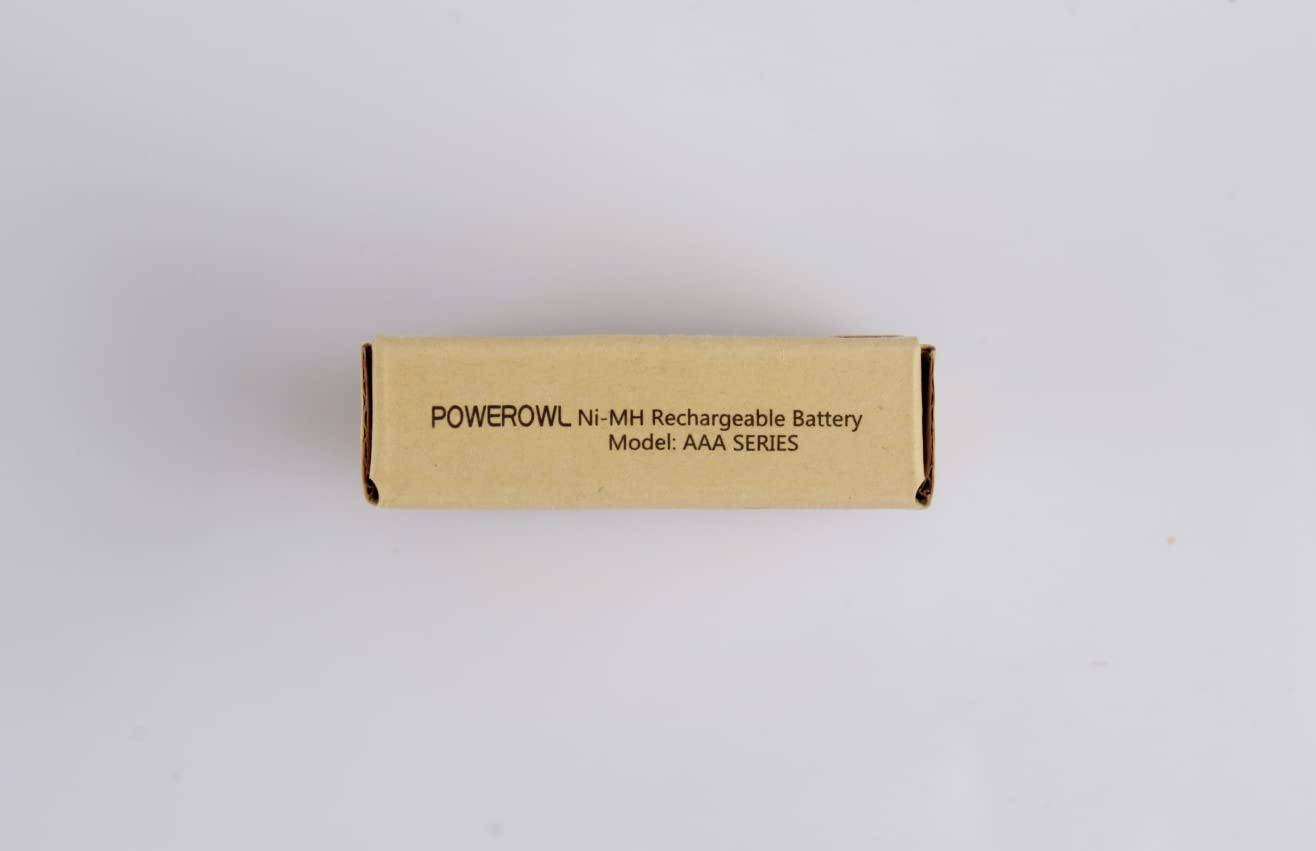 POWEROWL Ni-MH Rechargeable Battery
Model: AAA SERIES